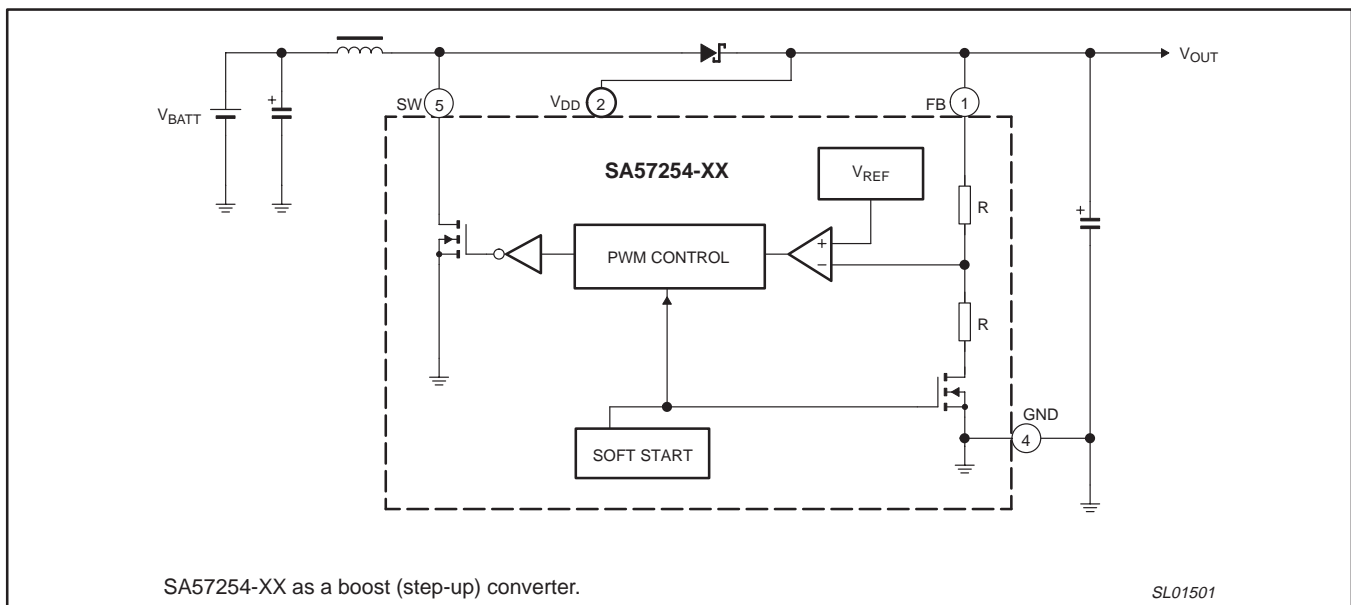 VOUT
VBATT
+
SW 5
VDD 2
FB 1
SA57254-XX
VREF
R
+
PWM CONTROL
+
−
R
SOFT START
GND
4
SA57254-XX as a boost (step-up) converter.
SL01501